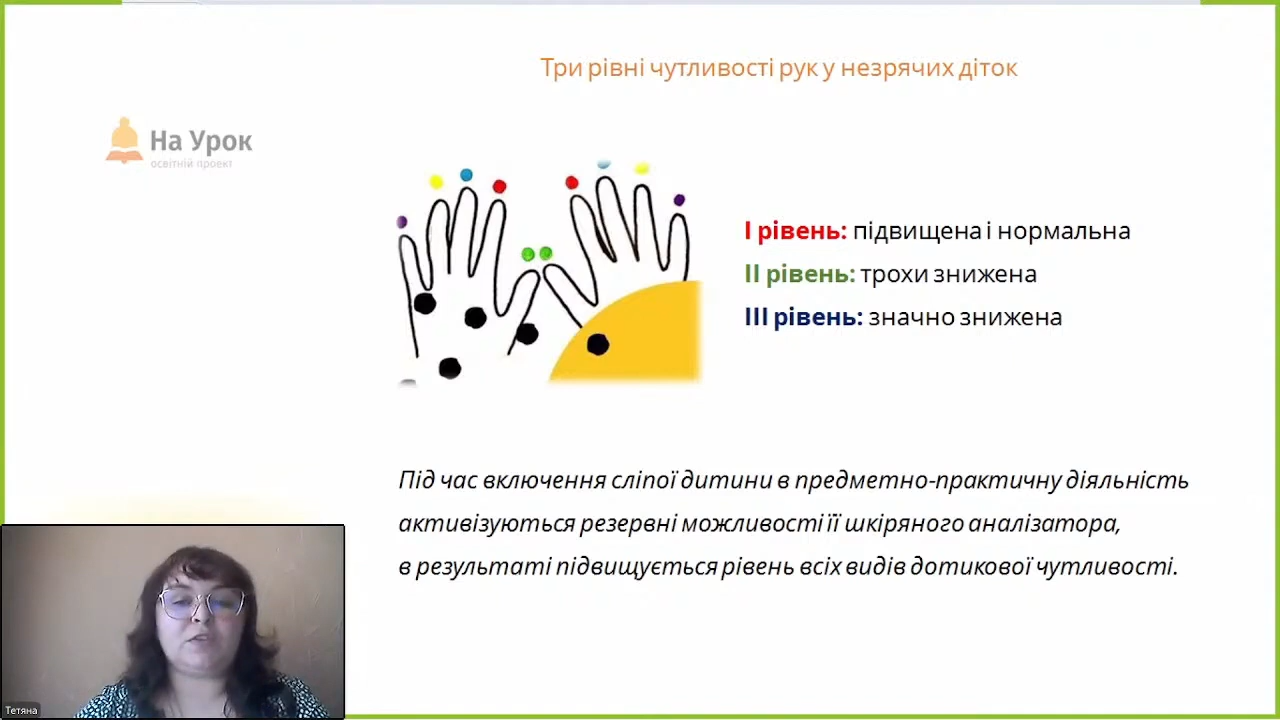 Три рівні чутливості рук у незрячих діток
На Урок
освітній проект
І рівень: підвищена і нормальна
ІІ рівень: трохи знижена
ІІІ рівень: значно знижена
Під час включення сліпої дитини в предметно-практичну діяльність
активізуються резервні можливості її шкіряного аналізатора,
в результаті підвищується рівень всіх видів дотикової чутливості.
Тетяна